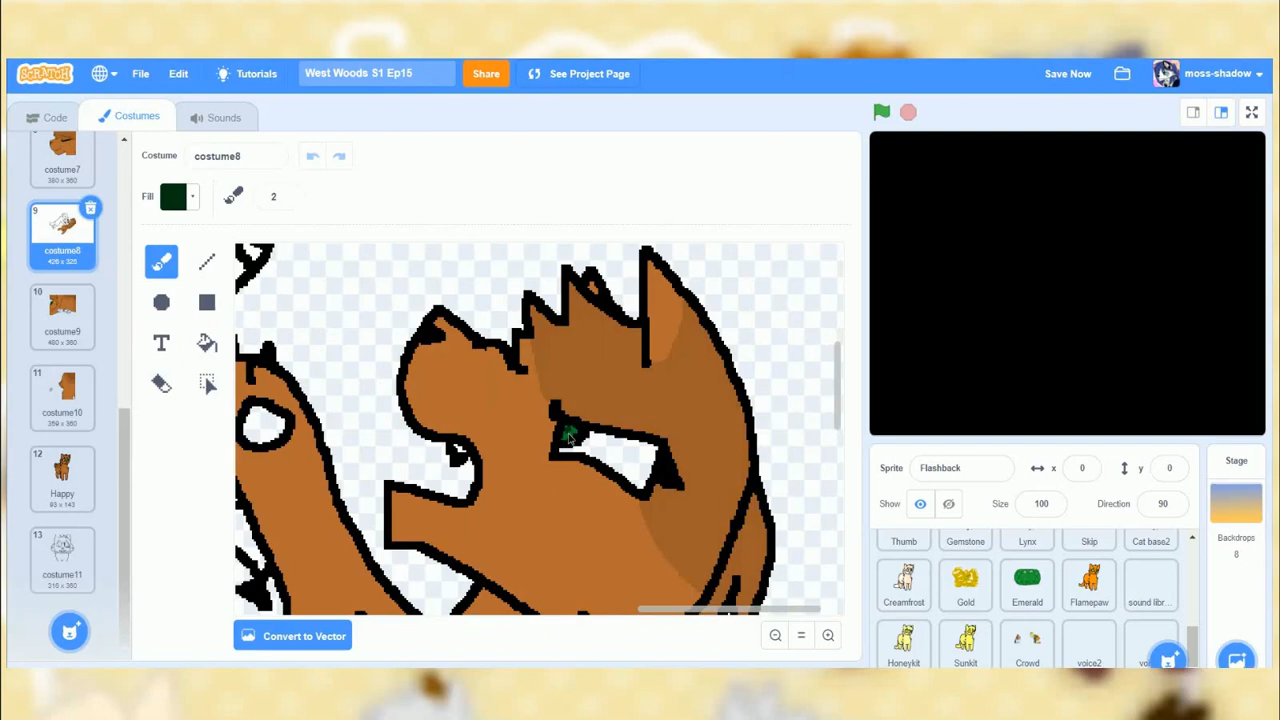 SCRATCH File Edit Tutorials West Woods S1 Ep15 Share See Project Page Save Now moss-shadow
Code Costumes Sounds
costume7
390 x 360
9
costume8
426 x 325
10
costume9
480 x 360
11
costume10
359 x 360
12
Happy
93 x 143
13
costume11
216 x 360
Costume costume8
Fill 2
T
Convert to Vector
Sprite Flashback x 0 y 0
Show Size 100 Direction 90
Thumb Gemstone Lynx Skip Cat base2
Creamfrost Gold Emerald Flamepaw sound libr...
Honeykit Sunkit Crowd voice2
Stage
Backdrops
8